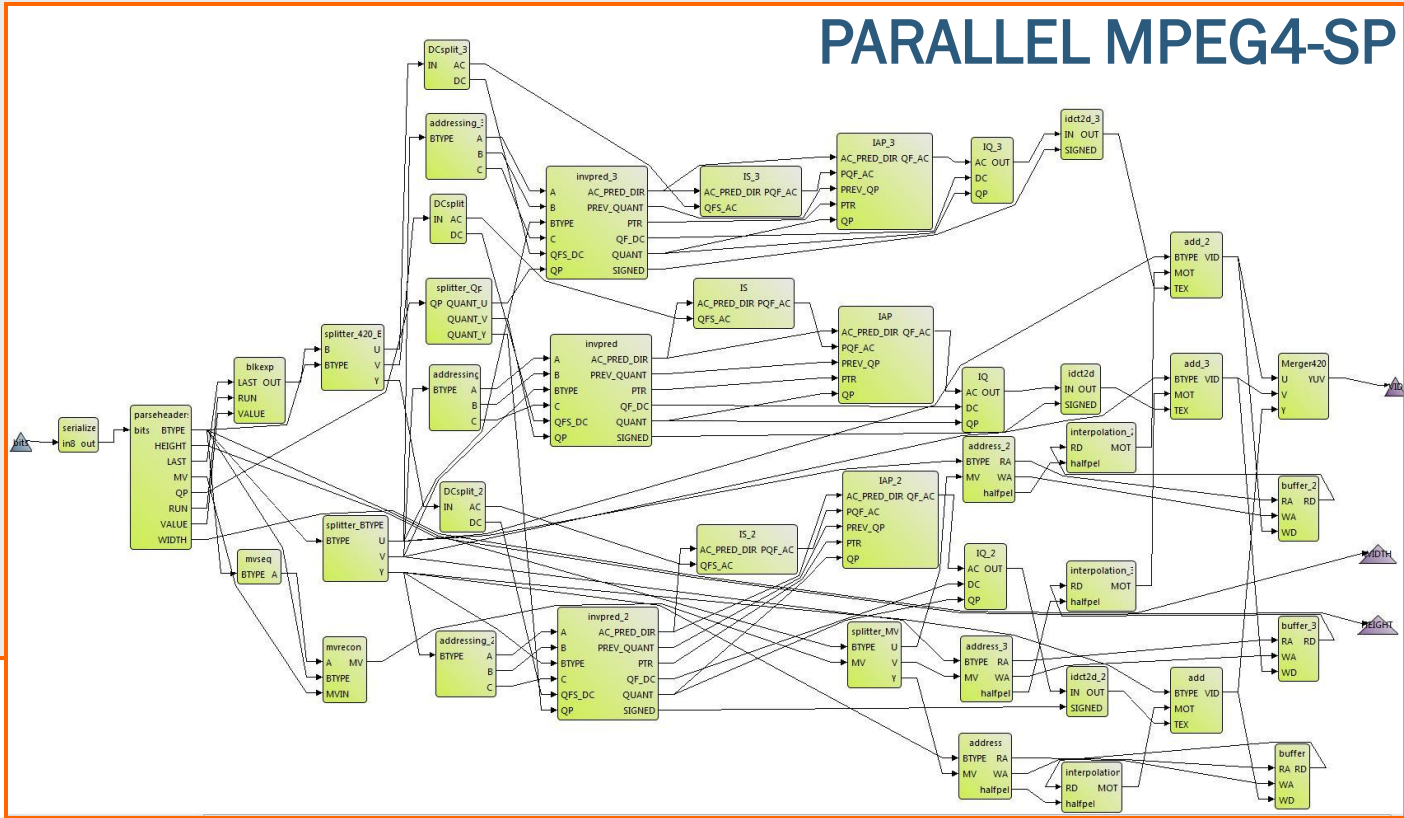 PARALLEL MPEG4-SP
DCsplit_3
IN AC
DC
addressing_3
BTYPE A
B
C
DCsplit
IN AC
DC
splitter_Qp
QP QUANT_U
QUANT_V
QUANT_Y
splitter_420_B
B U
BTYPE V
Y
blkexp
LAST OUT
RUN
VALUE
addressing
BTYPE A
B
C
bits
serialize
in8 out
parseheader:
bits BTYPE
HEIGHT
LAST
MV
QP
RUN
VALUE
WIDTH
mvseq
BTYPE A
splitter_BTYPE
BTYPE U
V
Y
DCsplit_2
IN AC
DC
mvrecon
A MV
BTYPE
MVIN
addressing_2
BTYPE A
B
C
invpred_3
A AC_PRED_DIR
B PREV_QUANT
BTYPE PTR
C QF_DC
QFS_DC QUANT
QP SIGNED
IS_3
AC_PRED_DIR PQF_AC
QFS_AC
IAP_3
AC_PRED_DIR QF_AC
PQF_AC
PREV_QP
PTR
QP
IQ_3
AC OUT
DC
QP
idct2d_3
IN OUT
SIGNED
invpred
A AC_PRED_DIR
B PREV_QUANT
BTYPE PTR
C QF_DC
QFS_DC QUANT
QP SIGNED
IS
AC_PRED_DIR PQF_AC
QFS_AC
IAP
AC_PRED_DIR QF_AC
PQF_AC
PREV_QP
PTR
QP
IQ
AC OUT
DC
QP
idct2d
IN OUT
SIGNED
add_2
BTYPE VID
MOT
TEX
add_3
BTYPE VID
MOT
TEX
Merger420
U YUV
V
Y
VID
address_2
BTYPE RA
MV WA
halfpel
interpolation_2
RD MOT
halfpel
buffer_2
RA RD
WA
WD
invpred_2
A AC_PRED_DIR
B PREV_QUANT
BTYPE PTR
C QF_DC
QFS_DC QUANT
QP SIGNED
IS_2
AC_PRED_DIR PQF_AC
QFS_AC
IAP_2
AC_PRED_DIR QF_AC
PQF_AC
PREV_QP
PTR
QP
IQ_2
AC OUT
DC
QP
interpolation_3
RD MOT
halfpel
WIDTH
HEIGHT
splitter_MV
BTYPE U
MV V
Y
address_3
BTYPE RA
MV WA
halfpel
idct2d_2
IN OUT
SIGNED
add
BTYPE VID
MOT
TEX
buffer_3
RA RD
WA
WD
address
BTYPE RA
MV WA
halfpel
interpolation
RD MOT
halfpel
buffer
RA RD
WA
WD